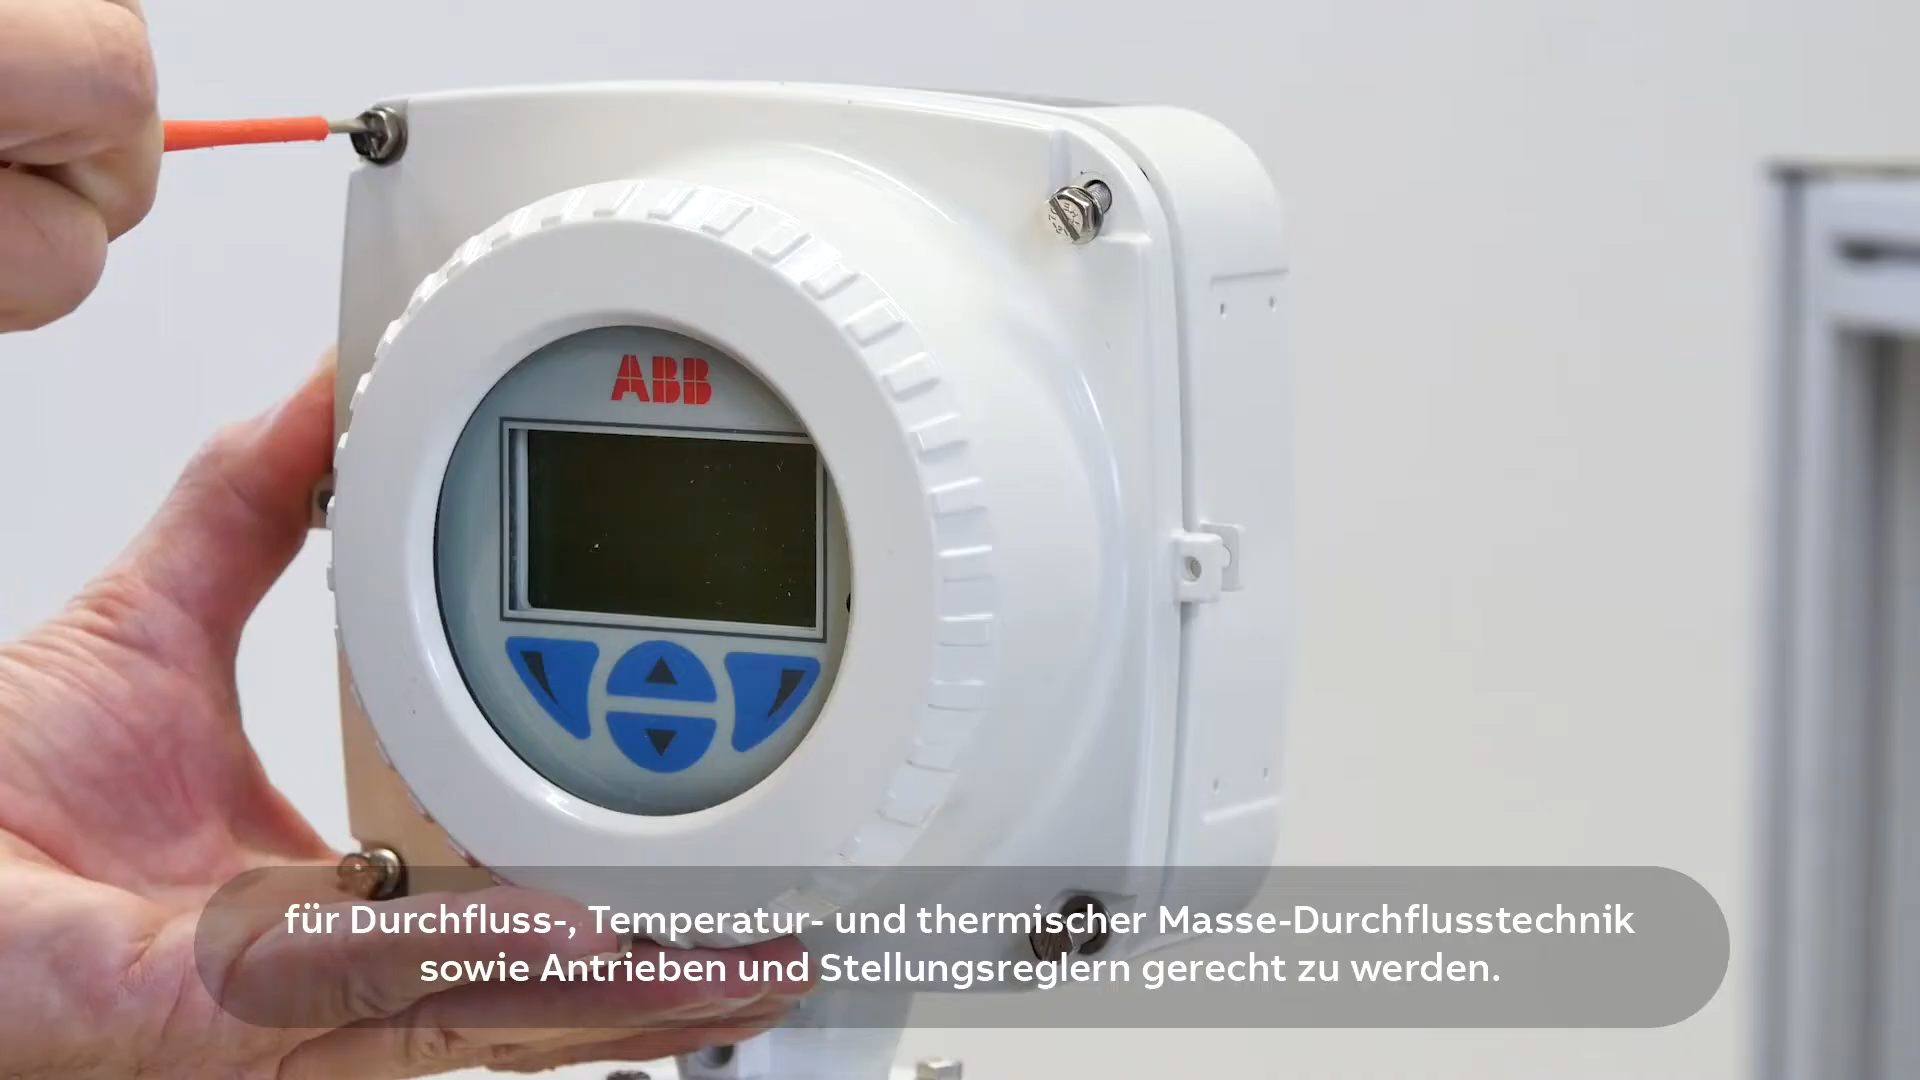 ABB
für Durchfluss-, Temperatur- und thermischer Masse-Durchflusstechnik
sowie Antrieben und Stellungsreglern gerecht zu werden.